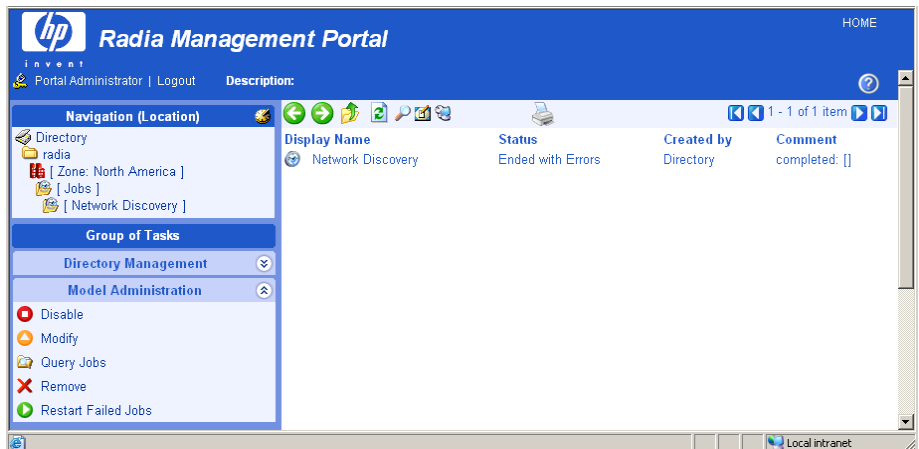 hp
invent
Radia Management Portal
HOME
Portal Administrator | Logout Description:
?
Navigation (Location)
Directory
radia
[ Zone: North America ]
[ Jobs ]
[ Network Discovery ]
Group of Tasks
Directory Management
Model Administration
Disable
Modify
Query Jobs
Remove
Restart Failed Jobs
1 - 1 of 1 item
Display Name Status Created by Comment
Network Discovery Ended with Errors Directory completed: []
Local intranet